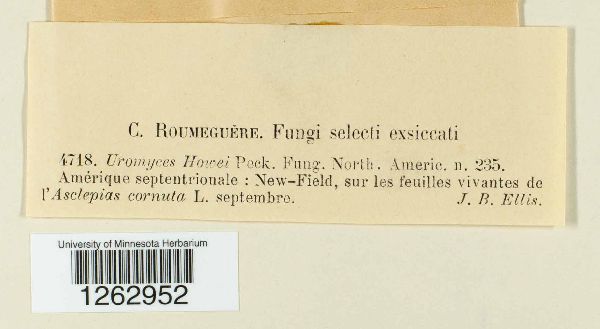 C. ROUMEGUÈRE. Fungi selecti exsiccati
4718. Uromyces Howei Peck. Fung. North. Americ. n. 235.
Amérique septentrionale : New-Field, sur les feuilles vivantes de
l'Asclepias cornuta L. septembre. J. B. Ellis.
University of Minnesota Herbarium
1262952